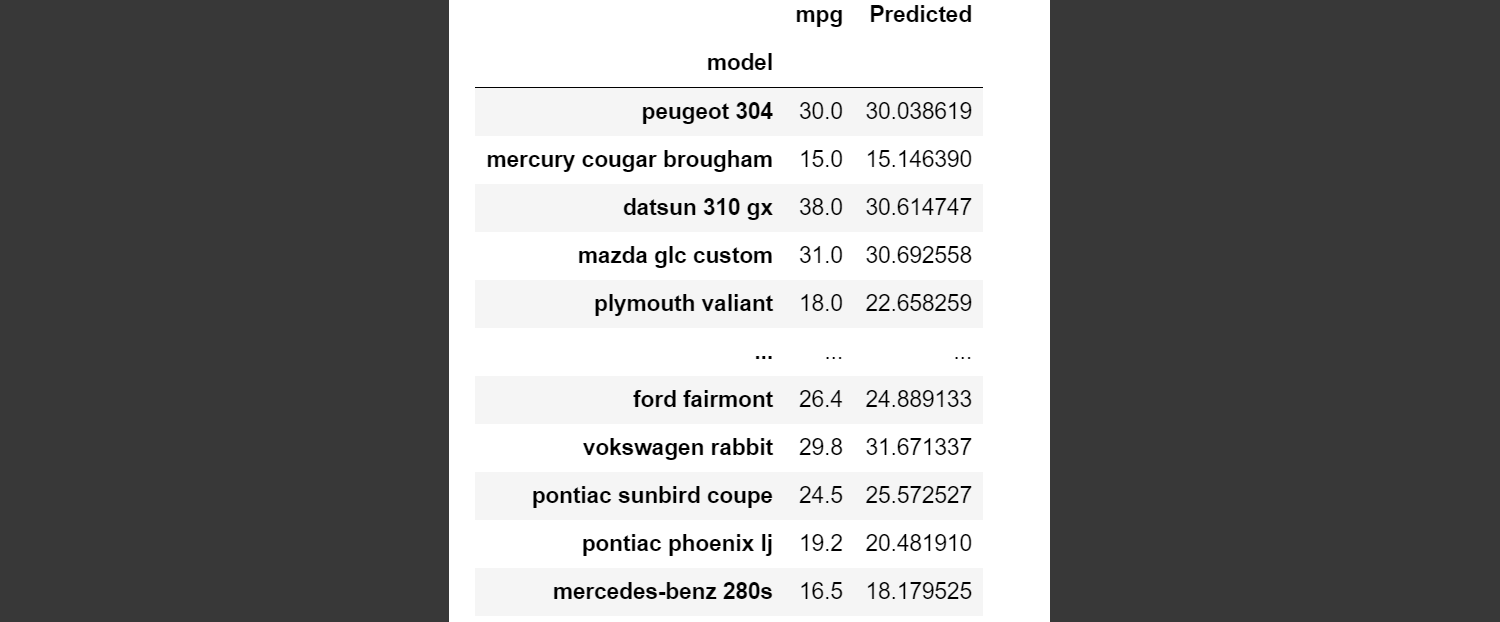 mpg Predicted
model
peugeot 304 30.0 30.038619
mercury cougar brougham 15.0 15.146390
datsun 310 gx 38.0 30.614747
mazda glc custom 31.0 30.692558
plymouth valiant 18.0 22.658259
... ... ...
ford fairmont 26.4 24.889133
vokswagen rabbit 29.8 31.671337
pontiac sunbird coupe 24.5 25.572527
pontiac phoenix lj 19.2 20.481910
mercedes-benz 280s 16.5 18.179525